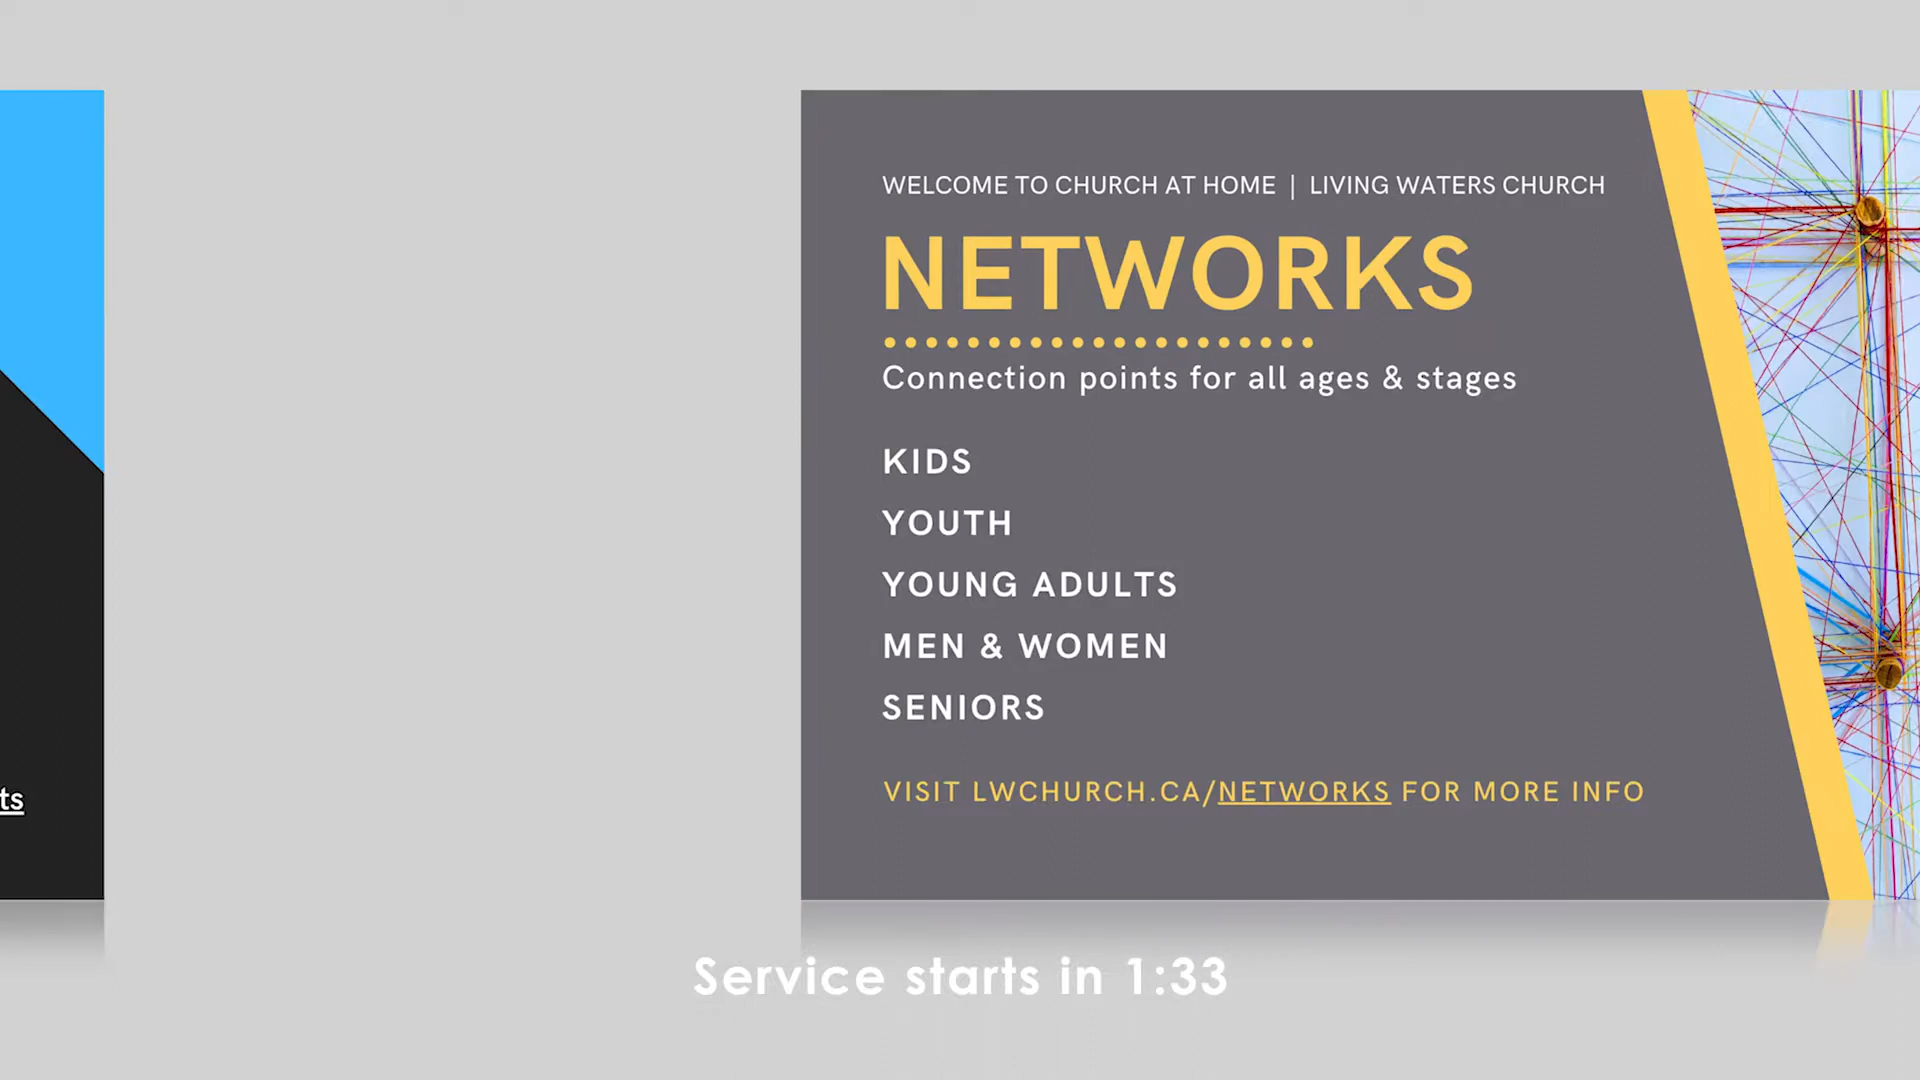 WELCOME TO CHURCH AT HOME | LIVING WATERS CHURCH
NETWORKS
Connection points for all ages & stages
KIDS
YOUTH
YOUNG ADULTS
MEN & WOMEN
SENIORS
VISIT LWCHURCH.CA/NETWORKS FOR MORE INFO
ts
Service starts in 1:33